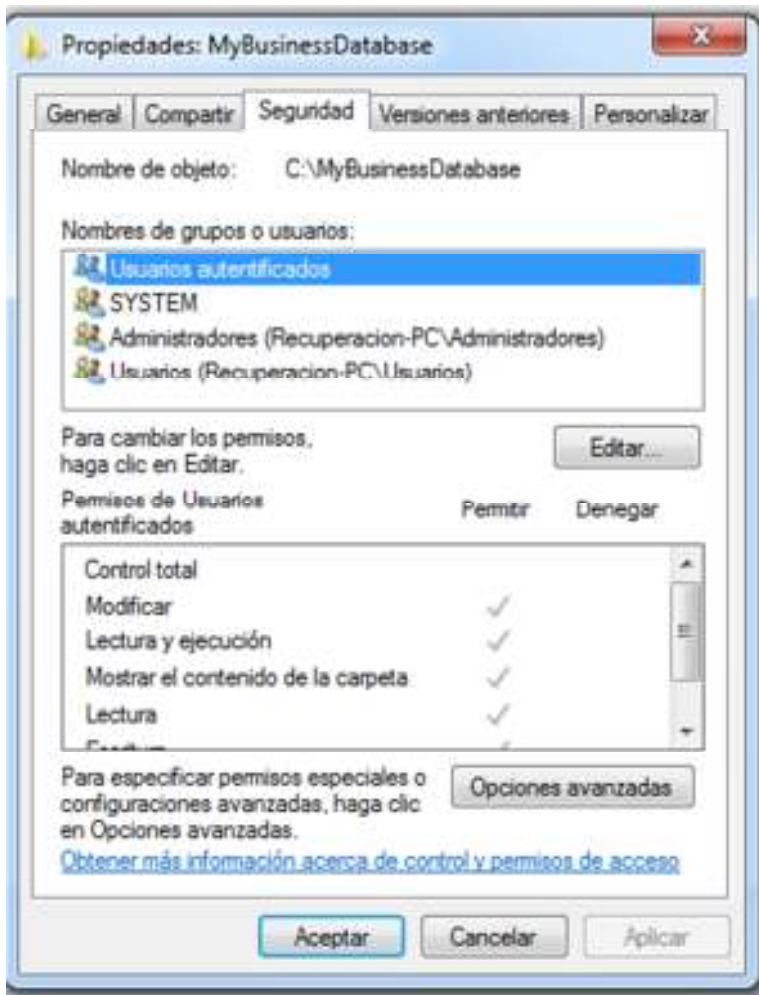 Propiedades: MyBusinessDatabase
General Compartir Seguridad Versiones anteriores Personalizar
Nombre de objeto: C:\MyBusinessDatabase
Nombres de grupos o usuarios:
Usuarios autentificados
SYSTEM
Administradores (Recuperacion-PC\Administradores)
Usuarios (Recuperacion-PC\Usuarios)
Para cambiar los permisos,
haga clic en Editar.
Editar...
Permisos de Usuarios
autentificados
Permitir Denegar
Control total
Modificar
Lectura y ejecución
Mostrar el contenido de la carpeta
Lectura
Para especificar permisos especiales o
configuraciones avanzadas, haga clic
en Opciones avanzadas.
Opciones avanzadas
Obtener más información acerca de control y permisos de acceso
Aceptar Cancelar Aplicar